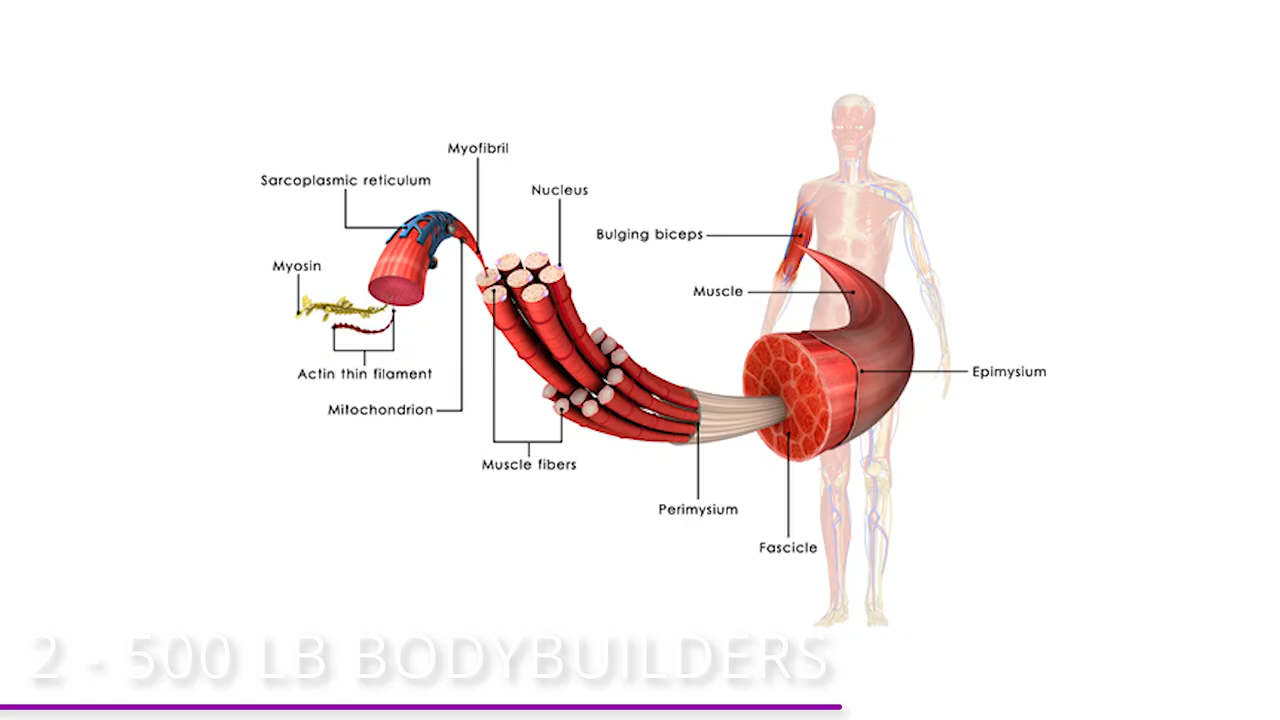 Myofibril
Sarcoplasmic reticulum
Nucleus
Bulging biceps
Myosin
Muscle
Actin thin filament
Epimysium
Mitochondrion
Muscle fibers
Perimysium
Fascicle
2 - 500 LB BODYBUILDERS